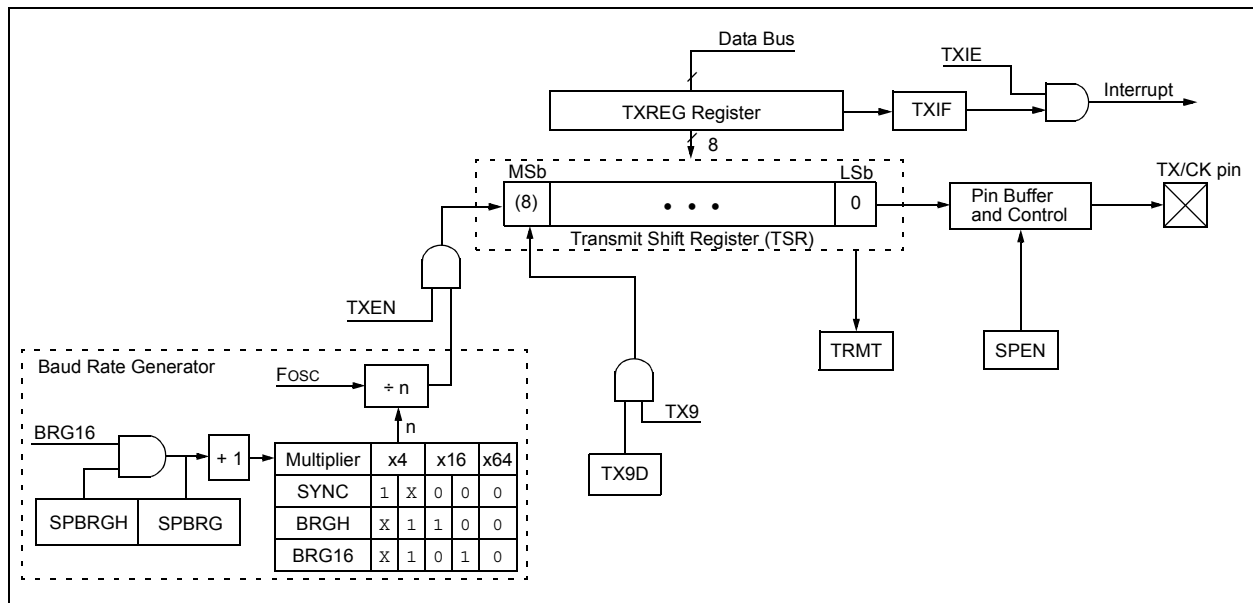 Data Bus
TXIE
Interrupt
TXREG Register
TXIF
8
MSb
LSb
TX/CK pin
(8)
• • •
0
Pin Buffer
and Control
Transmit Shift Register (TSR)
TXEN
TRMT
SPEN
Baud Rate Generator
FOSC
÷ n
TX9
n
BRG16
+ 1
Multiplier x4 x16 x64
TX9D
SYNC 1 X 0 0 0
SPBRGH SPBRG
BRGH X 1 1 0 0
BRG16 X 1 0 1 0